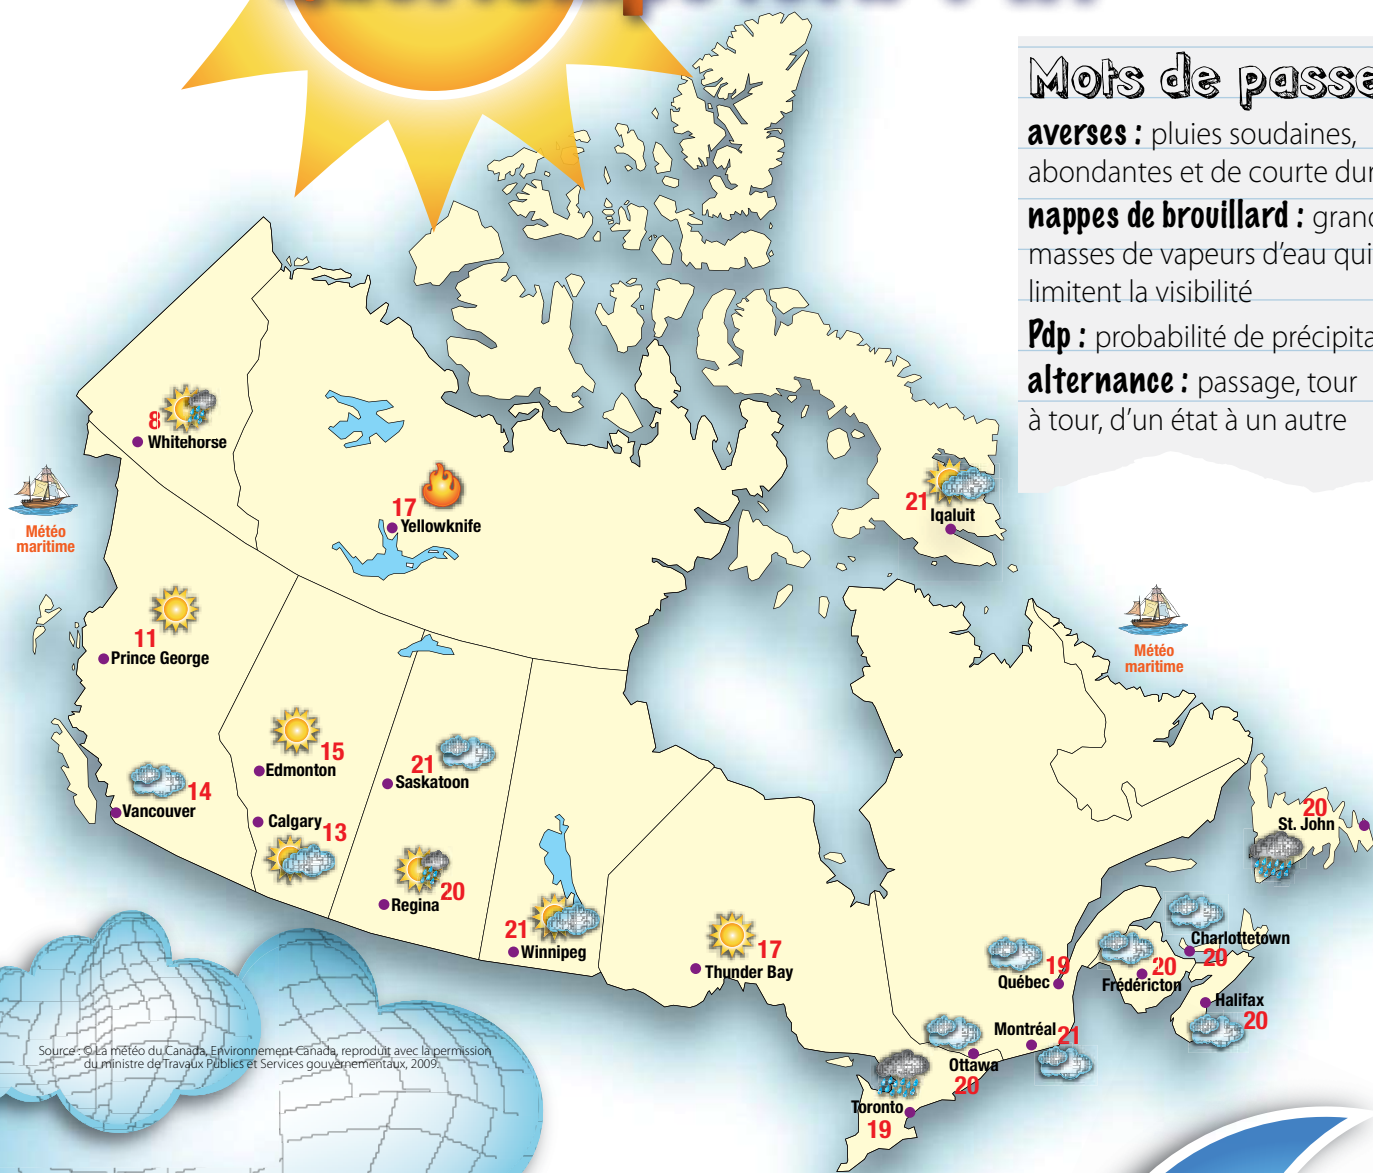 Mots de passe
averses : pluies soudaines,
abondantes et de courte
nappes de brouillard :
masses de vapeurs d'eau qui
limitent la visibilité
Pdp : probabilité de
alternance : passage, tour
à tour, d'un état à un autre
8
Whitehorse
17
Yellowknife
21
Iqaluit
Météo
maritime
11
Prince George
Météo
maritime
15
Edmonton
21
Saskatoon
14
Vancouver
Calgary
13
20
St. John
20
Regina
21
Winnipeg
17
Thunder Bay
19
Québec
20
Frédéricton
Charlottetown
20
Halifax
20
Montréal
21
Ottawa
20
Toronto
19
Source : © La météo du Canada, Environnement Canada, reproduit avec la permission
du ministre de Travaux Publics et Services gouvernementaux, 2009.